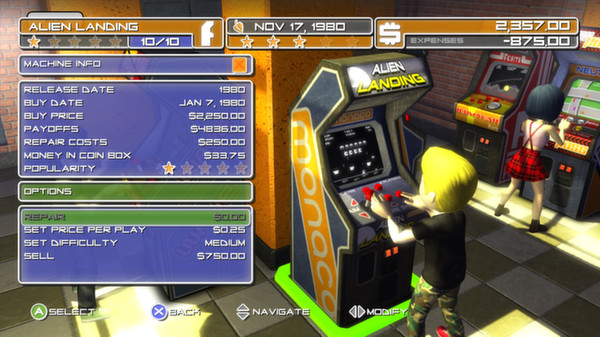 ALIEN LANDING
10/10
f
NOV 17, 1980
$ 2,357.00
EXPENSES -875.00
MACHINE INFO
RELEASE DATE 1980
BUY DATE JAN 7, 1980
BUY PRICE $2,250.00
PAYOFFS $4836.00
REPAIR COSTS $250.00
MONEY IN COIN BOX $33.75
POPULARITY
OPTIONS
REPAIR $0.00
SET PRICE PER PLAY $0.25
SET DIFFICULTY MEDIUM
SELL $750.00
A SELECT
X BACK
NAVIGATE
MODIFY
ALIEN
LANDING
monaco
LANDING